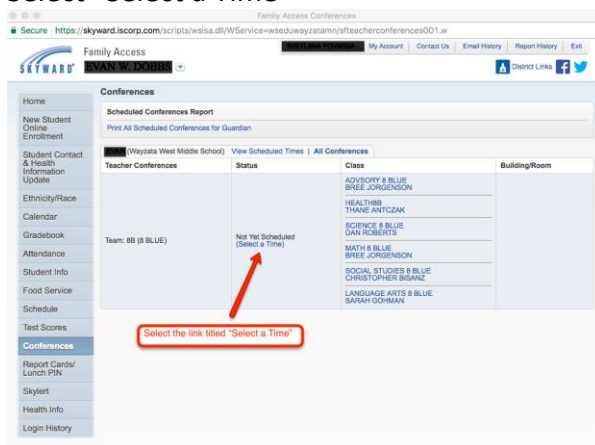 Select "Select a Time"
Family Access Conferences
Secure https://skyward.iscorp.com/scripts/wsisa.dll/WService=wseduwayzatamn/sfteacherconferences001.w
SKYWARD®
Family Access
My Account Contact Us Email History Report History Exit
District Links
Home
New Student
Online
Enrollment
Student Contact
& Health
Information
Update
Ethnicity/Race
Calendar
Gradebook
Attendance
Student Info
Food Service
Schedule
Test Scores
Conferences
Report Cards/
Lunch PIN
Skylert
Health Info
Login History
Conferences
Scheduled Conferences Report
Print All Scheduled Conferences for Guardian
(Wayzata West Middle School) View Scheduled Times | All Conferences
Teacher Conferences Status Class Building/Room
Team: 8B (8 BLUE)
Not Yet Scheduled
(Select a Time)
ADVSORY 8 BLUE
BREE JORGENSON
HEALTH8B
THANE ANTCZAK
SCIENCE 8 BLUE
DAN ROBERTS
MATH 8 BLUE
BREE JORGENSON
SOCIAL STUDIES 8 BLUE
CHRISTOPHER BISANZ
LANGUAGE ARTS 8 BLUE
SARAH GOHMAN
Select the link titled "Select a Time"